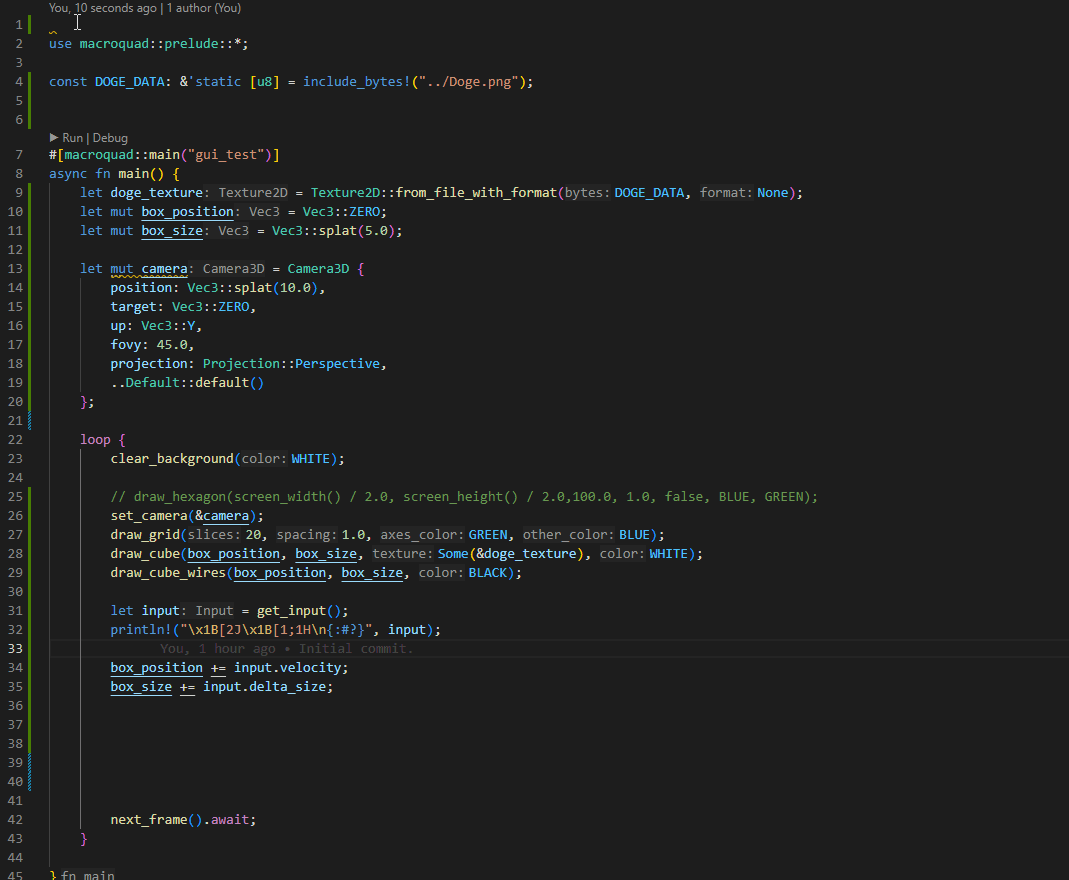 You, 10 seconds ago | 1 author (You)
1
2 use macroquad::prelude::*;
3
4 const DOGE_DATA: &'static [u8] = include_bytes!("../Doge.png");
5
6
▶ Run | Debug
7 #[macroquad::main("gui_test")]
8 async fn main() {
9 let doge_texture: Texture2D = Texture2D::from_file_with_format(bytes: DOGE_DATA, format: None);
10 let mut box_position: Vec3 = Vec3::ZERO;
11 let mut box_size: Vec3 = Vec3::splat(5.0);
12
13 let mut camera: Camera3D = Camera3D {
14 position: Vec3::splat(10.0),
15 target: Vec3::ZERO,
16 up: Vec3::Y,
17 fovy: 45.0,
18 projection: Projection::Perspective,
19 ..Default::default()
20 };
21
22 loop {
23 clear_background(color: WHITE);
24
25 // draw_hexagon(screen_width() / 2.0, screen_height() / 2.0,100.0, 1.0, false, BLUE, GREEN);
26 set_camera(&camera);
27 draw_grid(slices: 20, spacing: 1.0, axes_color: GREEN, other_color: BLUE);
28 draw_cube(box_position, box_size, texture: Some(&doge_texture), color: WHITE);
29 draw_cube_wires(box_position, box_size, color: BLACK);
30
31 let input: Input = get_input();
32 println!("\x1B[2J\x1B[1;1H\n{:#?}", input);
33 You, 1 hour ago • Initial commit.
34 box_position += input.velocity;
35 box_size += input.delta_size;
36
37
38
39
40
41
42 next_frame().await;
43 }
44
45 } fn main